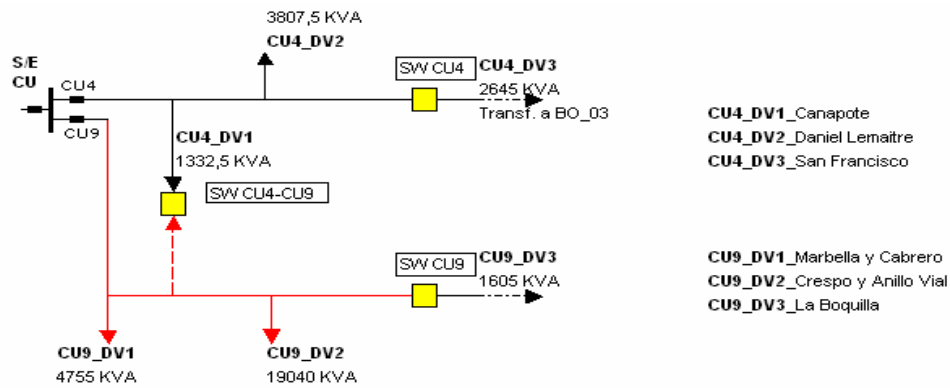 3807,5 KVA
CU4_DV2
S/E
CU
CU4
CU9
SW CU4
CU4_DV3
2645 KVA
Transf. a BO_03
CU4_DV1
1332,5 KVA
SW CU4-CU9
CU4_DV1_Canapote
CU4_DV2_Daniel Lemaitre
CU4_DV3_San Francisco
SW CU9
CU9_DV3
1605 KVA
CU9_DV1_Marbella y Cabrero
CU9_DV2_Crespo y Anillo Vial
CU9_DV3_La Boquilla
CU9_DV1
4755 KVA
CU9_DV2
19040 KVA